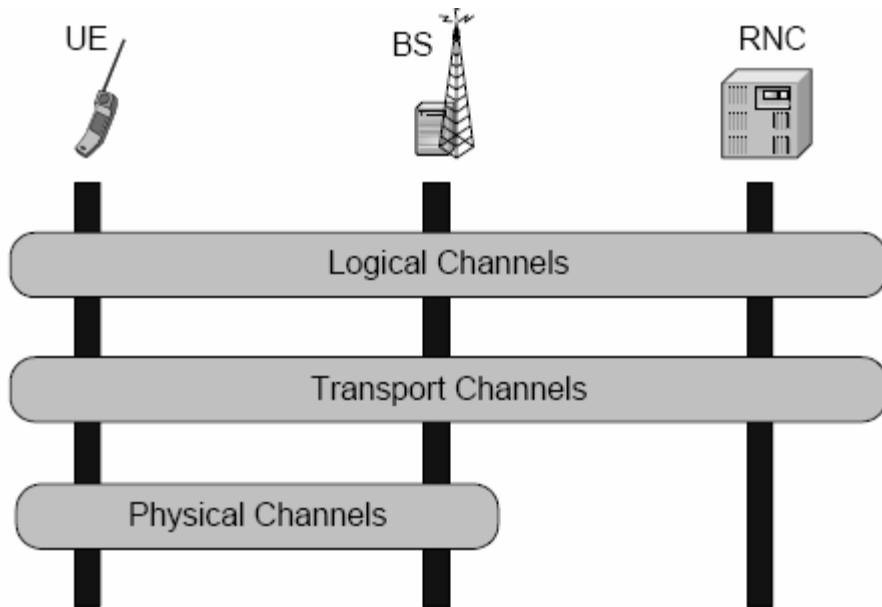 UE
BS
RNC
Logical Channels
Transport Channels
Physical Channels